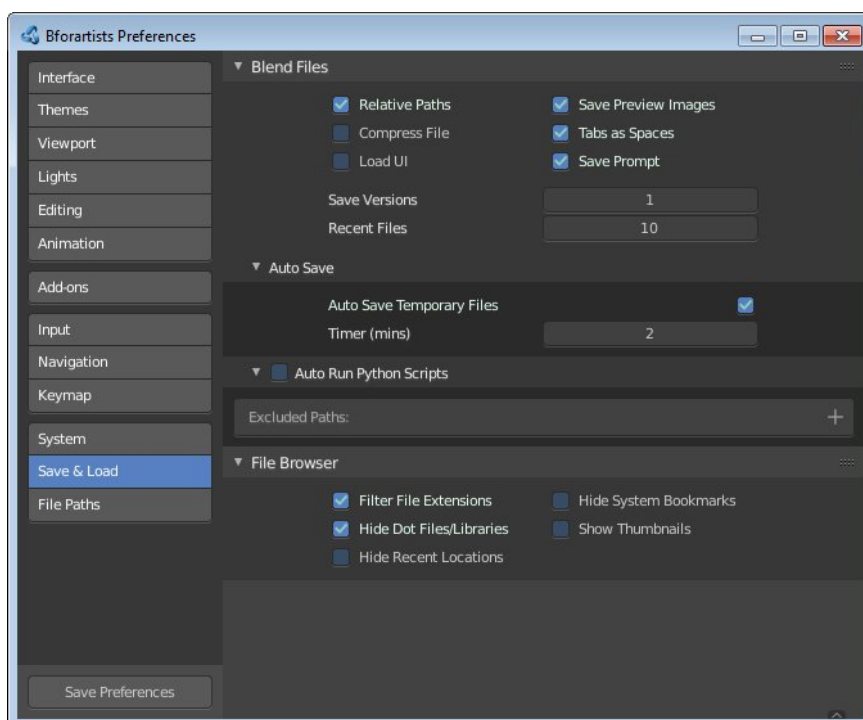 Bforartists Preferences
Interface
Themes
Viewport
Lights
Editing
Animation
Add-ons
Input
Navigation
Keymap
System
Save & Load
File Paths
Save Preferences
Blend Files
Relative Paths
Save Preview Images
Compress File
Tabs as Spaces
Load UI
Save Prompt
Save Versions 1
Recent Files 10
Auto Save
Auto Save Temporary Files
Timer (mins) 2
Auto Run Python Scripts
Excluded Paths:
File Browser
Filter File Extensions
Hide System Bookmarks
Hide Dot Files/Libraries
Show Thumbnails
Hide Recent Locations